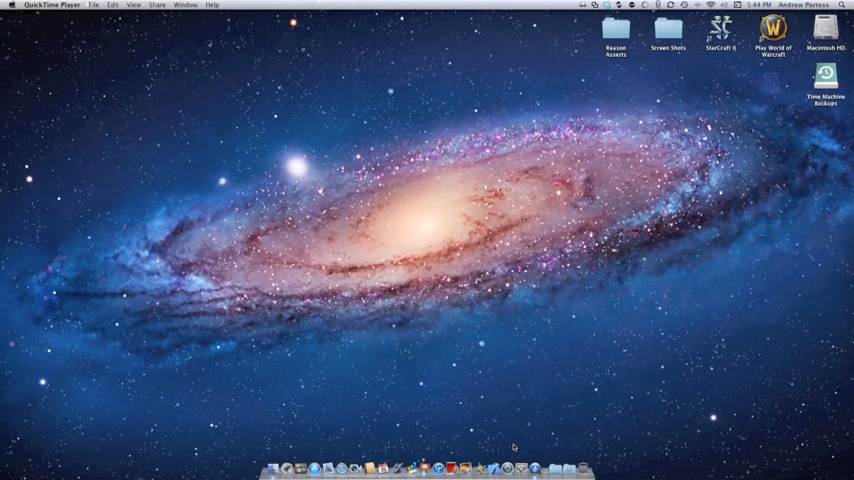 QuickTime Player File Edit View Share Window Help 5:44 PM Andrew Portess
Reason Asserts
Screen Shots
StarCraft II
Play World of Warcraft
Macintosh HD
Time Machine Backups